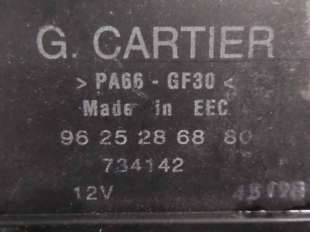 G. CARTIER
> PA66 - GF30 <
Made in EEC
96 25 28 68 80
734142
12V